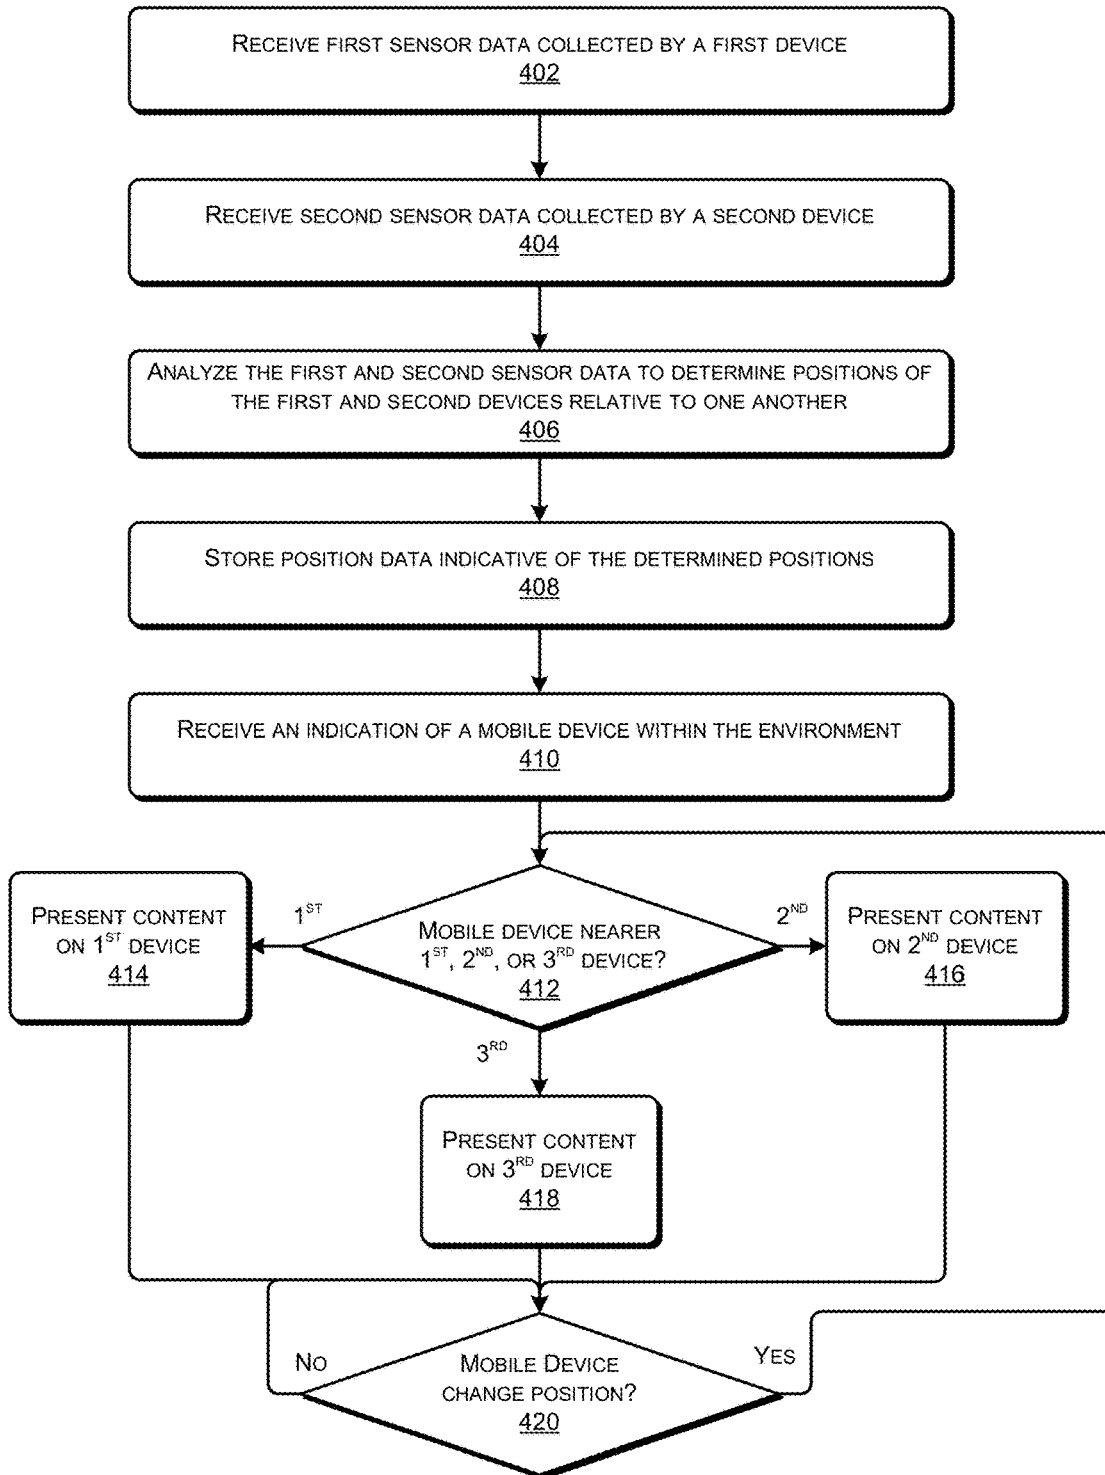 RECEIVE FIRST SENSOR DATA COLLECTED BY A FIRST DEVICE
402
RECEIVE SECOND SENSOR DATA COLLECTED BY A SECOND DEVICE
404
ANALYZE THE FIRST AND SECOND SENSOR DATA TO DETERMINE POSITIONS OF
THE FIRST AND SECOND DEVICES RELATIVE TO ONE ANOTHER
406
STORE POSITION DATA INDICATIVE OF THE DETERMINED POSITIONS
408
RECEIVE AN INDICATION OF A MOBILE DEVICE WITHIN THE ENVIRONMENT
410
1ST
2ND
PRESENT CONTENT
ON 1ST DEVICE
414
MOBILE DEVICE NEARER
1ST, 2ND, OR 3RD DEVICE?
412
PRESENT CONTENT
ON 2ND DEVICE
416
3RD
PRESENT CONTENT
ON 3RD DEVICE
418
NO
YES
MOBILE DEVICE
CHANGE POSITION?
420